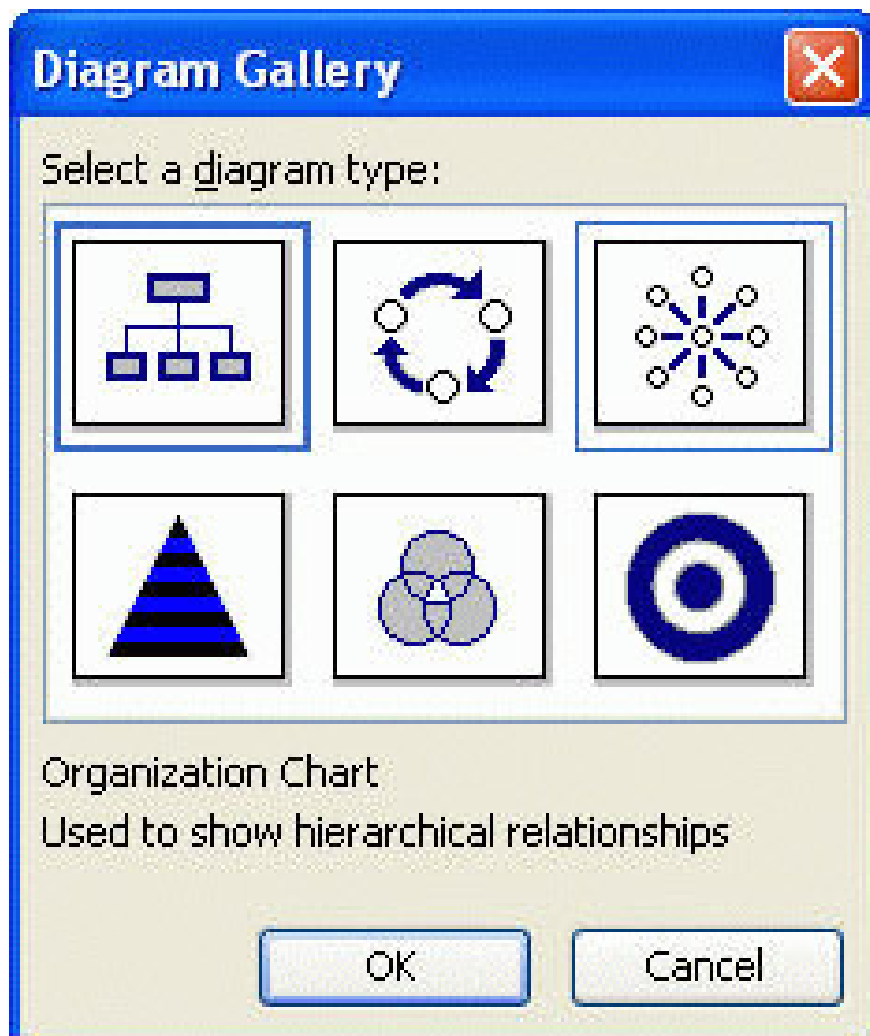 Diagram Gallery
Select a diagram type:
Organization Chart
Used to show hierarchical relationships
OK
Cancel